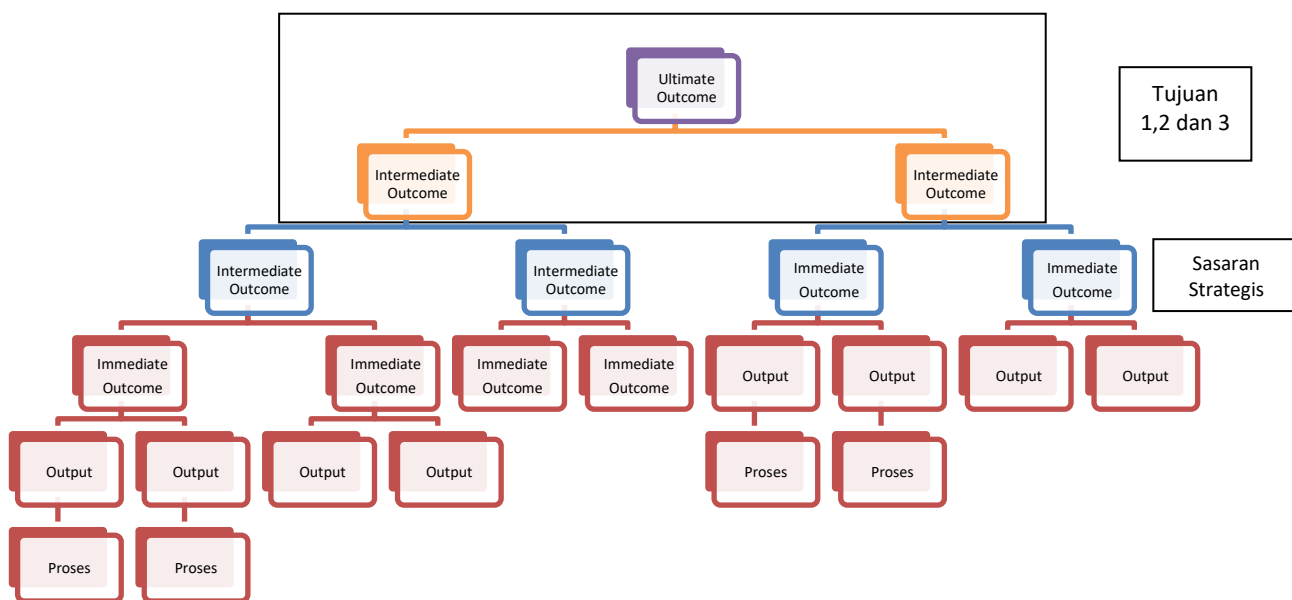 Ultimate
Outcome
Tujuan
1,2 dan 3
Intermediate
Outcome
Intermediate
Outcome
Intermediate
Outcome
Intermediate
Outcome
Immediate
Outcome
Immediate
Outcome
Sasaran
Strategis
Immediate
Outcome
Immediate
Outcome
Immediate
Outcome
Immediate
Outcome
Output
Output
Output
Output
Output
Output
Output
Output
Proses
Proses
Proses
Proses